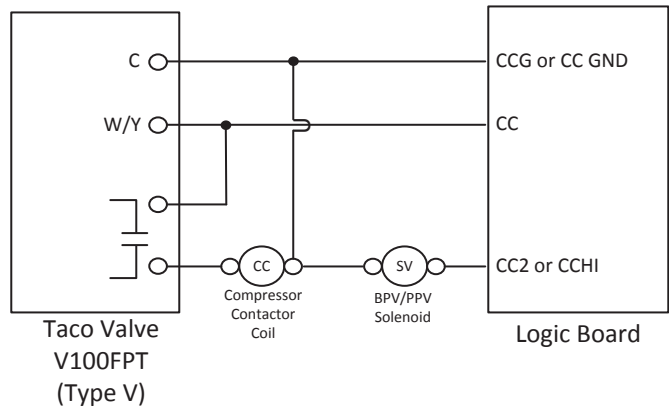 C
W/Y
CCG or CC GND
CC
CC
Compressor
Contactor
Coil
SV
BPV/PPV
Solenoid
CC2 or CCHI
Taco Valve
V100FPT
(Type V)
Logic Board